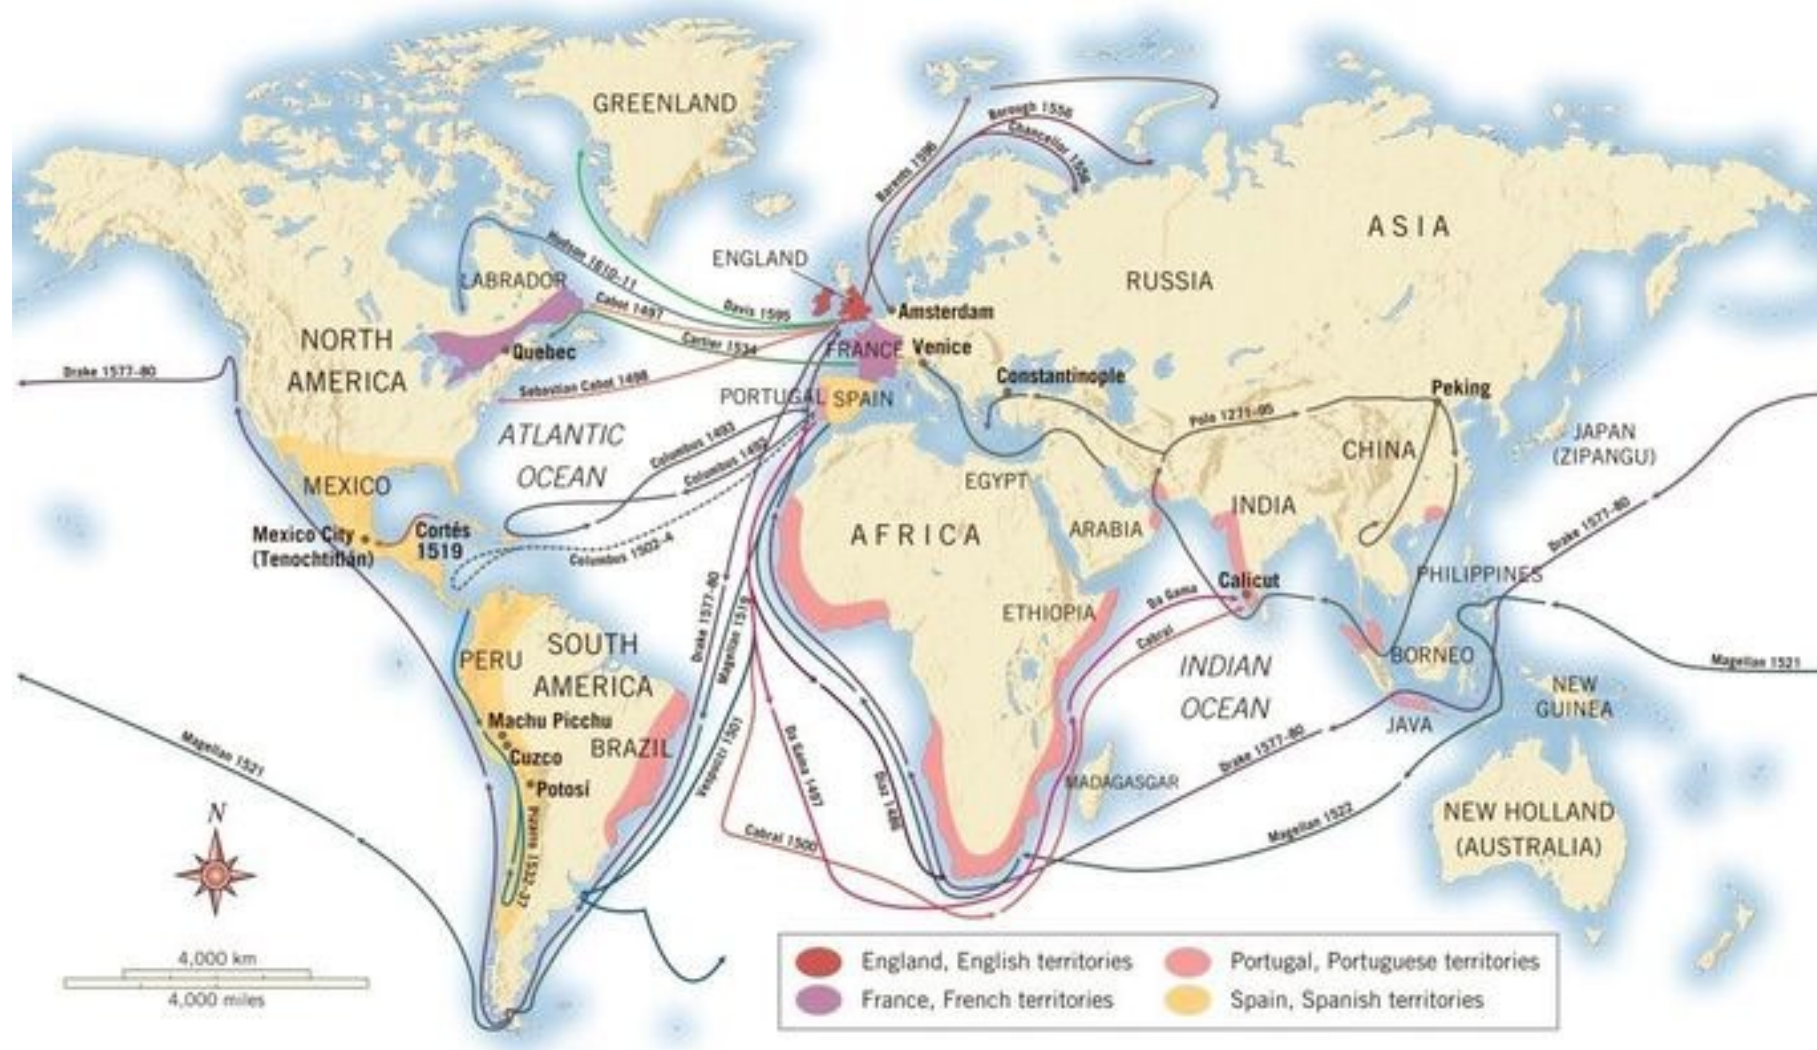 GREENLAND
Borough 1556
Chancellor 1556
Barents 1596
ASIA
ENGLAND
RUSSIA
Hudson 1610–11
LABRADOR
Cabot 1497
Davis 1595
Amsterdam
NORTH
AMERICA
Quebec
Cartier 1534
FRANCE
Venice
Drake 1577–80
Sebastian Cabot 1498
Constantinople
Peking
PORTUGAL
SPAIN
Polo 1271–95
ATLANTIC
OCEAN
Columbus 1493
Columbus 1492
CHINA
JAPAN
(ZIPANGU)
MEXICO
EGYPT
INDIA
Mexico City
(Tenochtitlán)
Cortés
1519
AFRICA
ARABIA
Drake 1577–80
Columbus 1502–4
Calicut
PHILIPPINES
Drake 1577–80
Magellan 1519
ETHIOPIA
Da Gama
Cabral
SOUTH
AMERICA
PERU
INDIAN
OCEAN
BORNEO
Magellan 1521
NEW
GUINEA
Machu Picchu
Cuzco
Potosí
BRAZIL
JAVA
Magellan 1521
Vespucci 1501
Da Gama 1497
Diaz 1486
Drake 1577–80
MADAGASGAR
Pizarro 1532–37
Cabral 1500
Magellan 1522
NEW HOLLAND
(AUSTRALIA)
N
4,000 km
4,000 miles
England, English territories
Portugal, Portuguese territories
France, French territories
Spain, Spanish territories